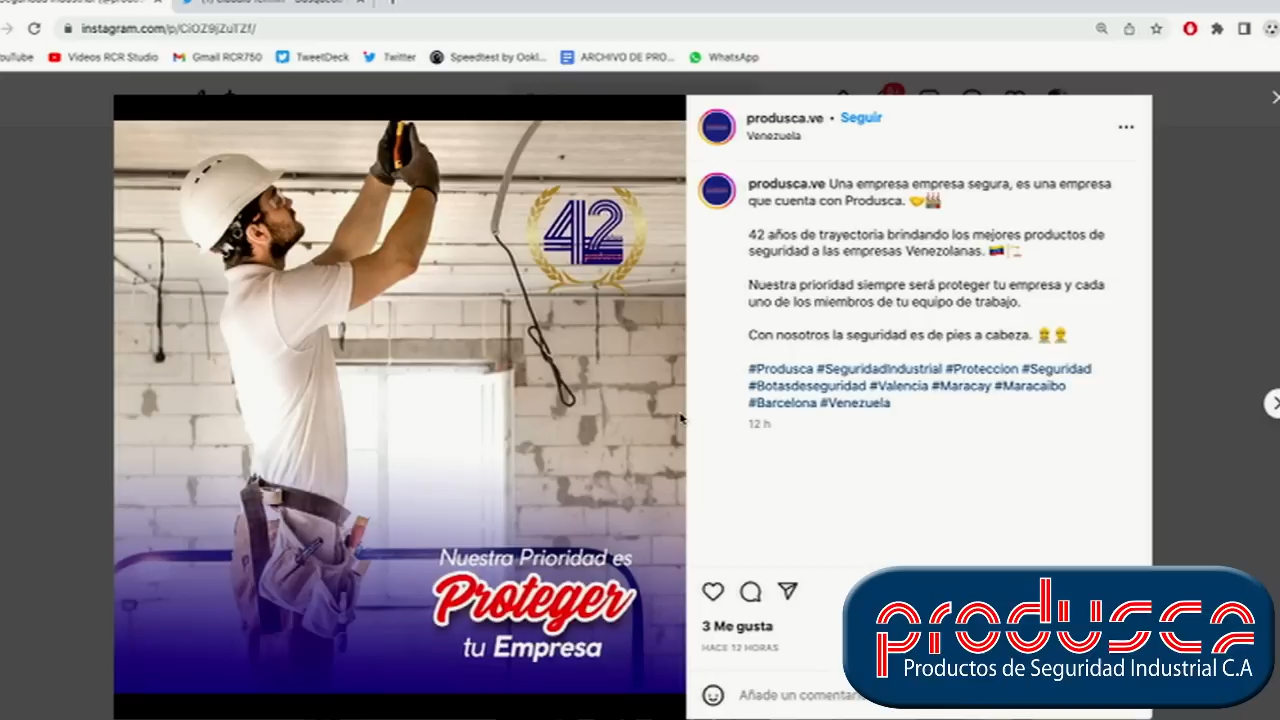 instagram.com/p/CiOZ9jZuTZf/
Videos RCR Studio
Gmail RCR750
TweetDeck
Twitter
Speedtest by Ookl...
ARCHIVO DE PRO...
WhatsApp
produsca.ve • Seguir
Venezuela
produsca.ve Una empresa empresa segura, es una empresa
que cuenta con Produsca.
42 años de trayectoria brindando los mejores productos de
seguridad a las empresas Venezolanas.
Nuestra prioridad siempre será proteger tu empresa y cada
uno de los miembros de tu equipo de trabajo.
Con nosotros la seguridad es de pies a cabeza.
#Produsca #SeguridadIndustrial #Proteccion #Seguridad
#Botasdeseguridad #Valencia #Maracay #Maracaibo
#Barcelona #Venezuela
12 h
42
Nuestra Prioridad es
Proteger
tu Empresa
3 Me gusta
HACE 12 HORAS
Añade un comentari
produsca
Productos de Seguridad Industrial C.A